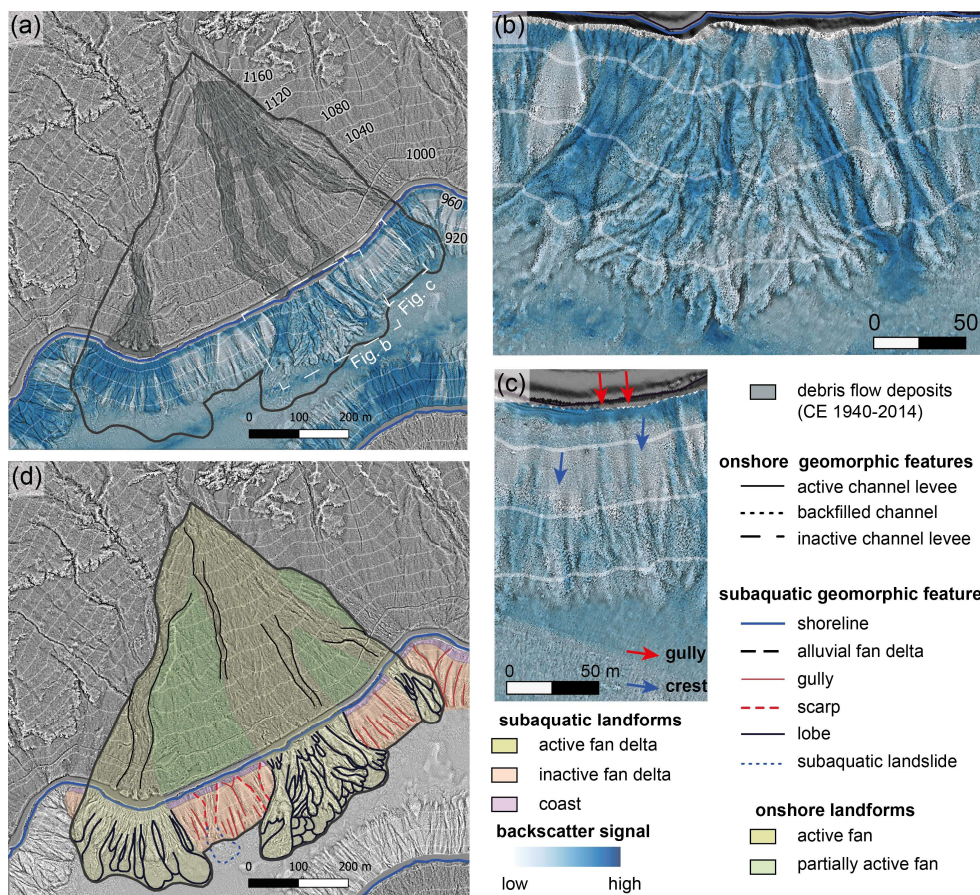 (a)
1160
1120
1080
1040
1000
960
920
Fig. c
Fig. b
0 100 200 m
(b)
0 50
(c)
0 50 m
gully
crest
debris flow deposits
(CE 1940-2014)
onshore geomorphic features
active channel levee
backfilled channel
inactive channel levee
subaquatic geomorphic feature
shoreline
alluvial fan delta
gully
scarp
lobe
subaquatic landslide
(d)
0 100 200 m
subaquatic landforms
active fan delta
inactive fan delta
coast
backscatter signal
low high
onshore landforms
active fan
partially active fan